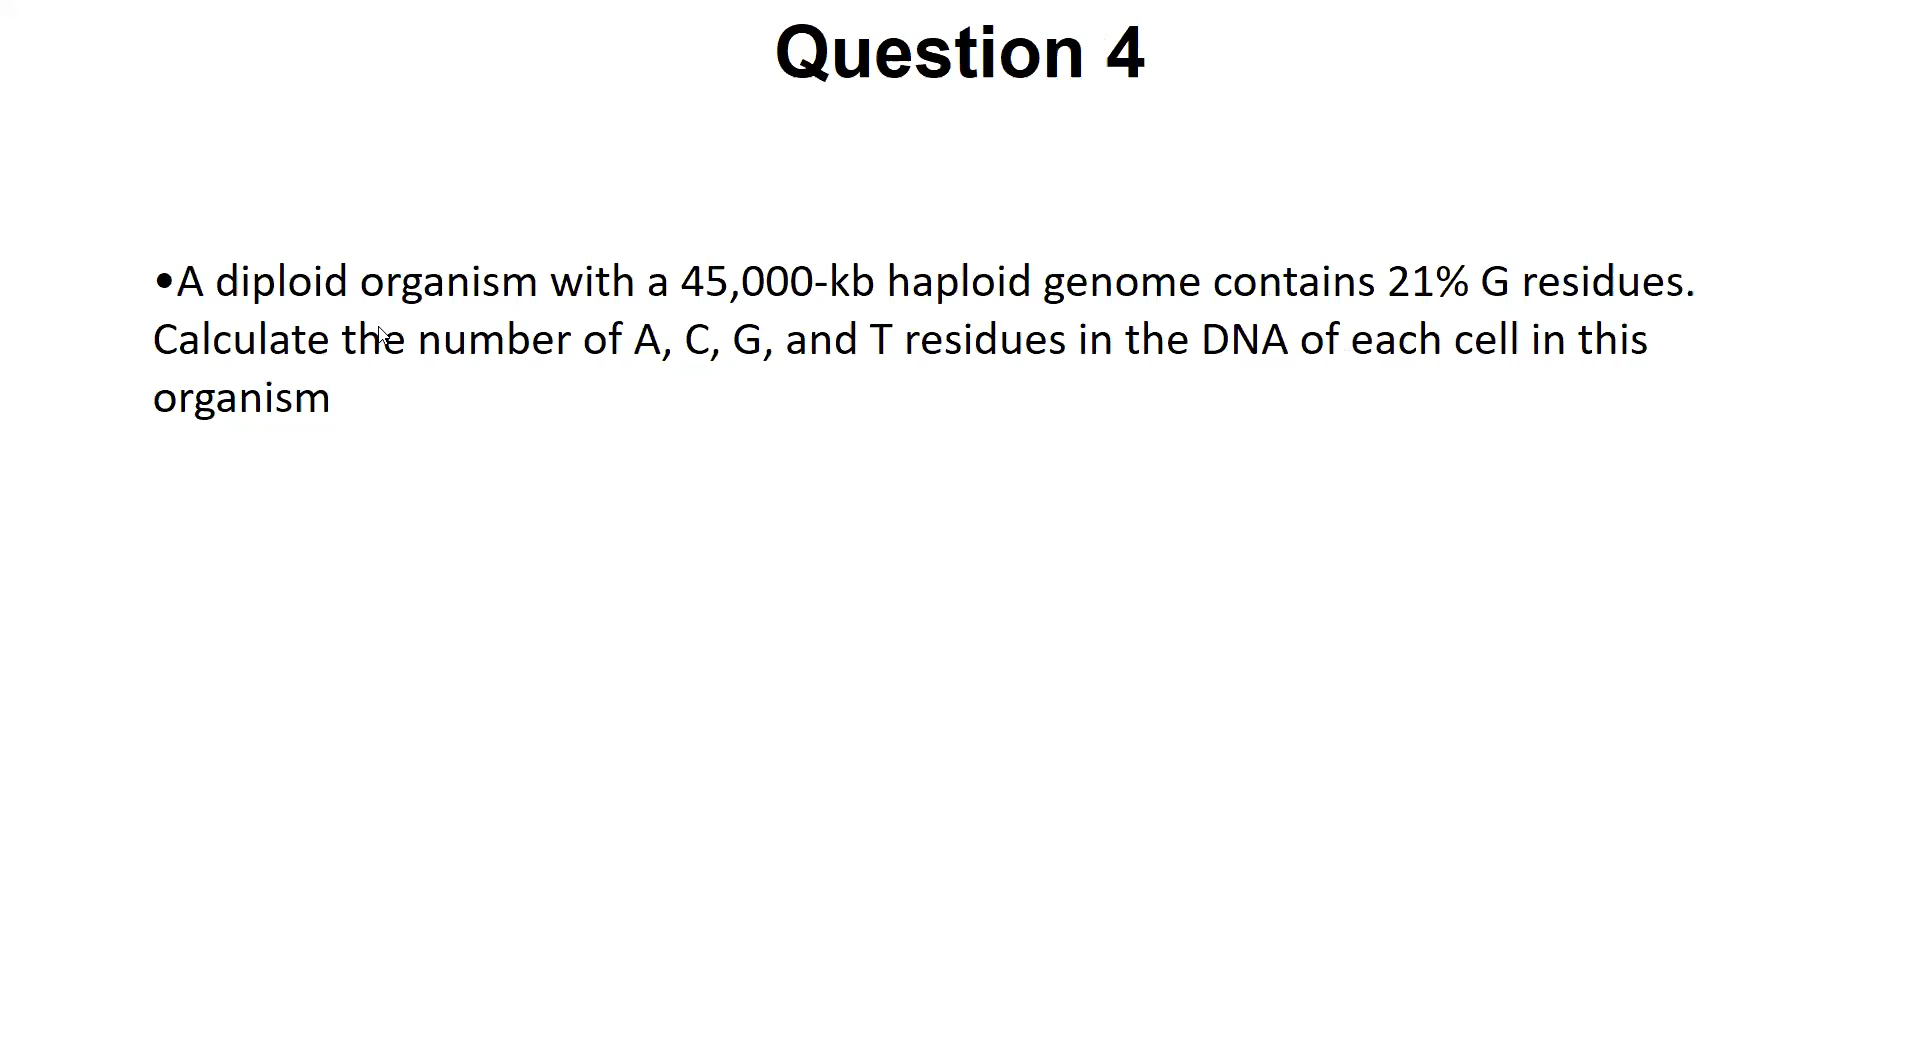 Question 4
•A diploid organism with a 45,000-kb haploid genome contains 21% G residues.
Calculate the number of A, C, G, and T residues in the DNA of each cell in this
organism